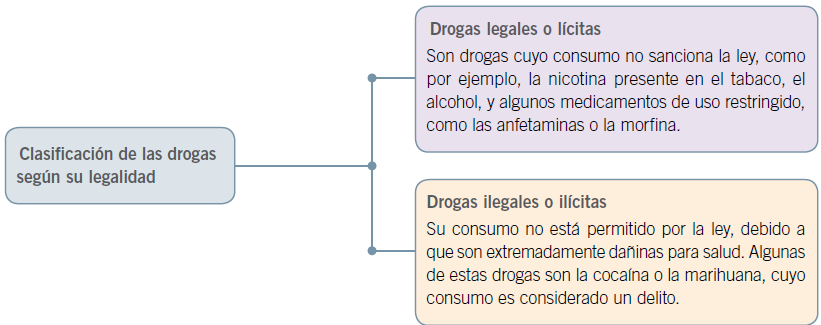 Clasificación de las drogas
según su legalidad
Drogas legales o lícitas
Son drogas cuyo consumo no sanciona la ley, como
por ejemplo, la nicotina presente en el tabaco, el
alcohol, y algunos medicamentos de uso restringido,
como las anfetaminas o la morfina.
Drogas ilegales o ilícitas
Su consumo no está permitido por la ley, debido a
que son extremadamente dañinas para salud. Algunas
de estas drogas son la cocaína o la marihuana, cuyo
consumo es considerado un delito.